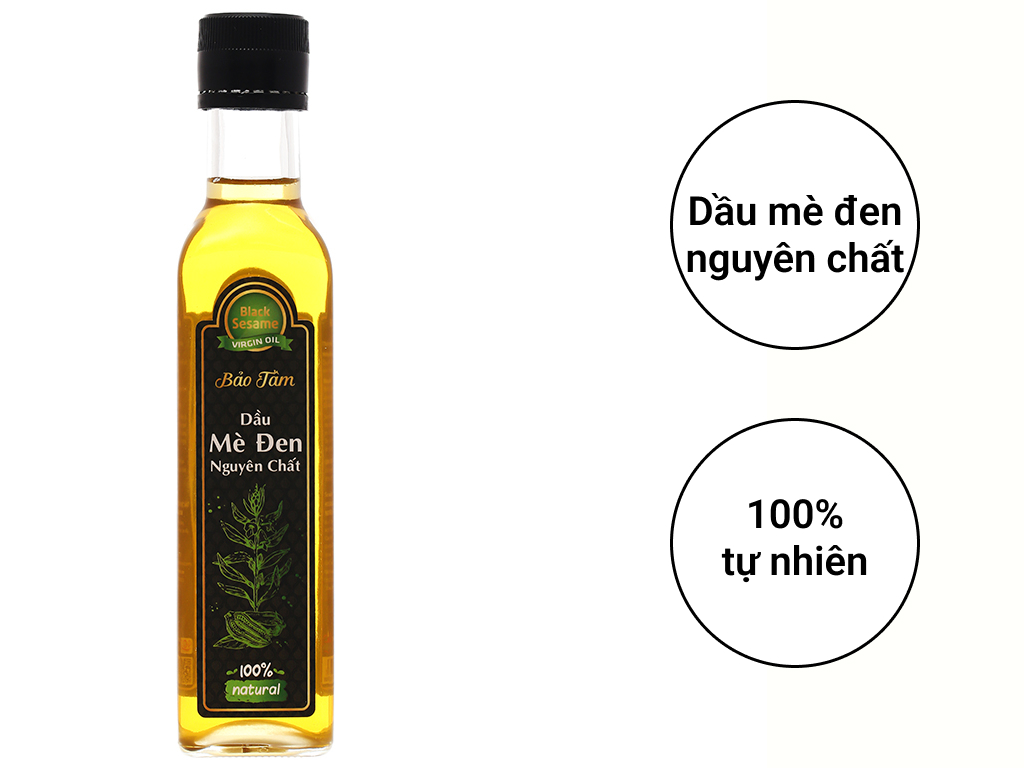 Black
Sesame
VIRGIN OIL
Bảo Tâm
Dầu
Mè Đen
Nguyên Chất
100%
natural
Dầu mè đen
nguyên chất
100%
tự nhiên